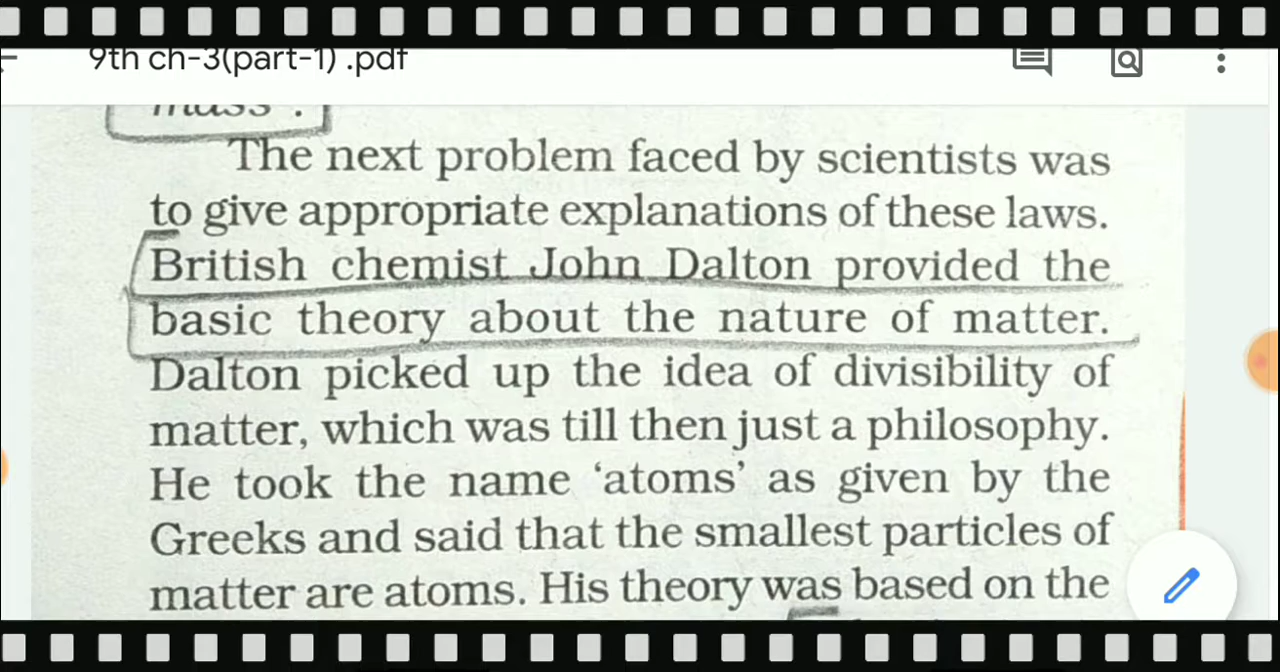 9th ch-3(part-1) .pdf
mass .
The next problem faced by scientists was
to give appropriate explanations of these laws.
British chemist John Dalton provided the
basic theory about the nature of matter.
Dalton picked up the idea of divisibility of
matter, which was till then just a philosophy.
He took the name ‘atoms’ as given by the
Greeks and said that the smallest particles of
matter are atoms. His theory was based on the